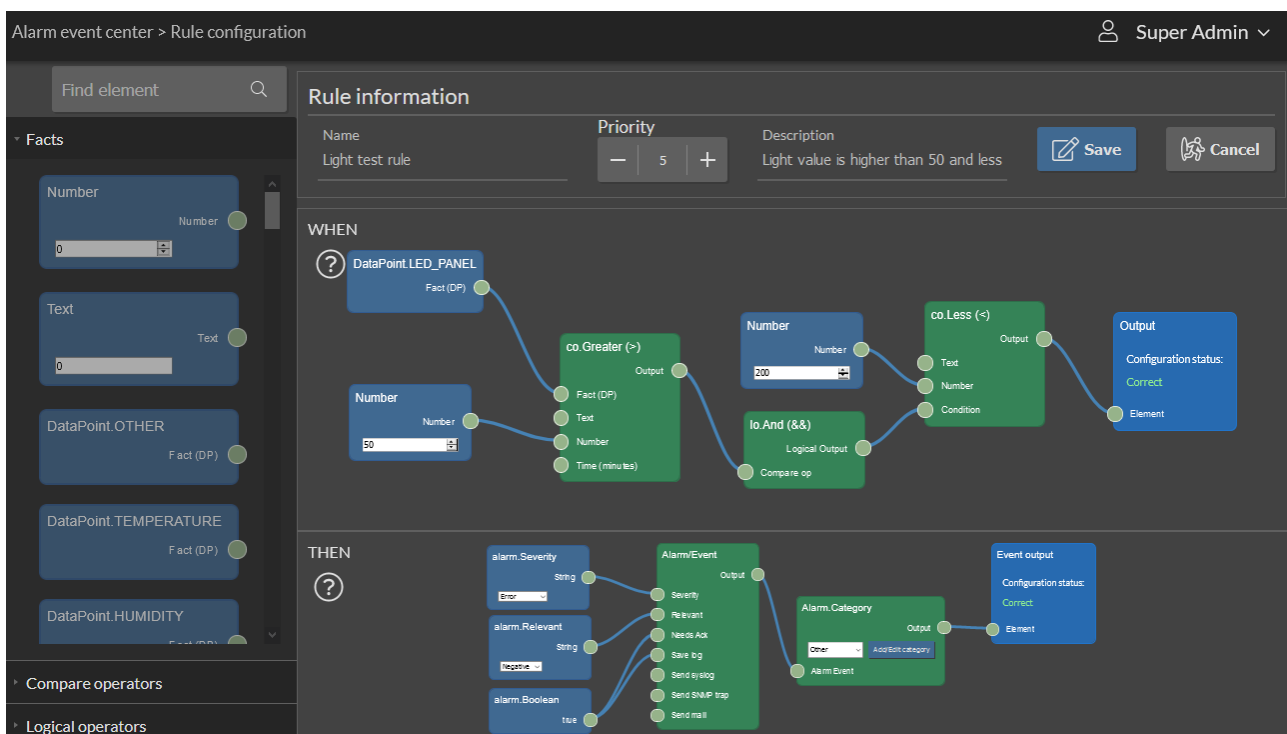 Alarm event center > Rule configuration
Super Admin
Find element
Facts
Number
Number
0
Text
Text
0
DataPoint.OTHER
Fact (DP)
DataPoint.TEMPERATURE
Fact (DP)
DataPoint.HUMIDITY
Compare operators
Logical operators
Rule information
Name
Light test rule
Priority
5
Description
Light value is higher than 50 and less
Save
Cancel
WHEN
?
DataPoint.LED_PANEL
Fact (DP)
Number
Number
50
co.Greater (>)
Output
Fact (DP)
Text
Number
Time (minutes)
Number
Number
200
lo.And (&&)
Logical Output
Compare op
co.Less (<)
Output
Text
Number
Condition
Output
Configuration status:
Correct
Element
THEN
?
alarm.Severity
String
Error
alarm.Relevant
String
Negative
alarm.Boolean
true
Alarm/Event
Output
Severity
Relevant
Needs Ack
Save log
Send syslog
Send SNMP trap
Send mail
Alarm.Category
Output
Other
Add/Edit category
Alarm Event
Event output
Configuration status:
Correct
Element